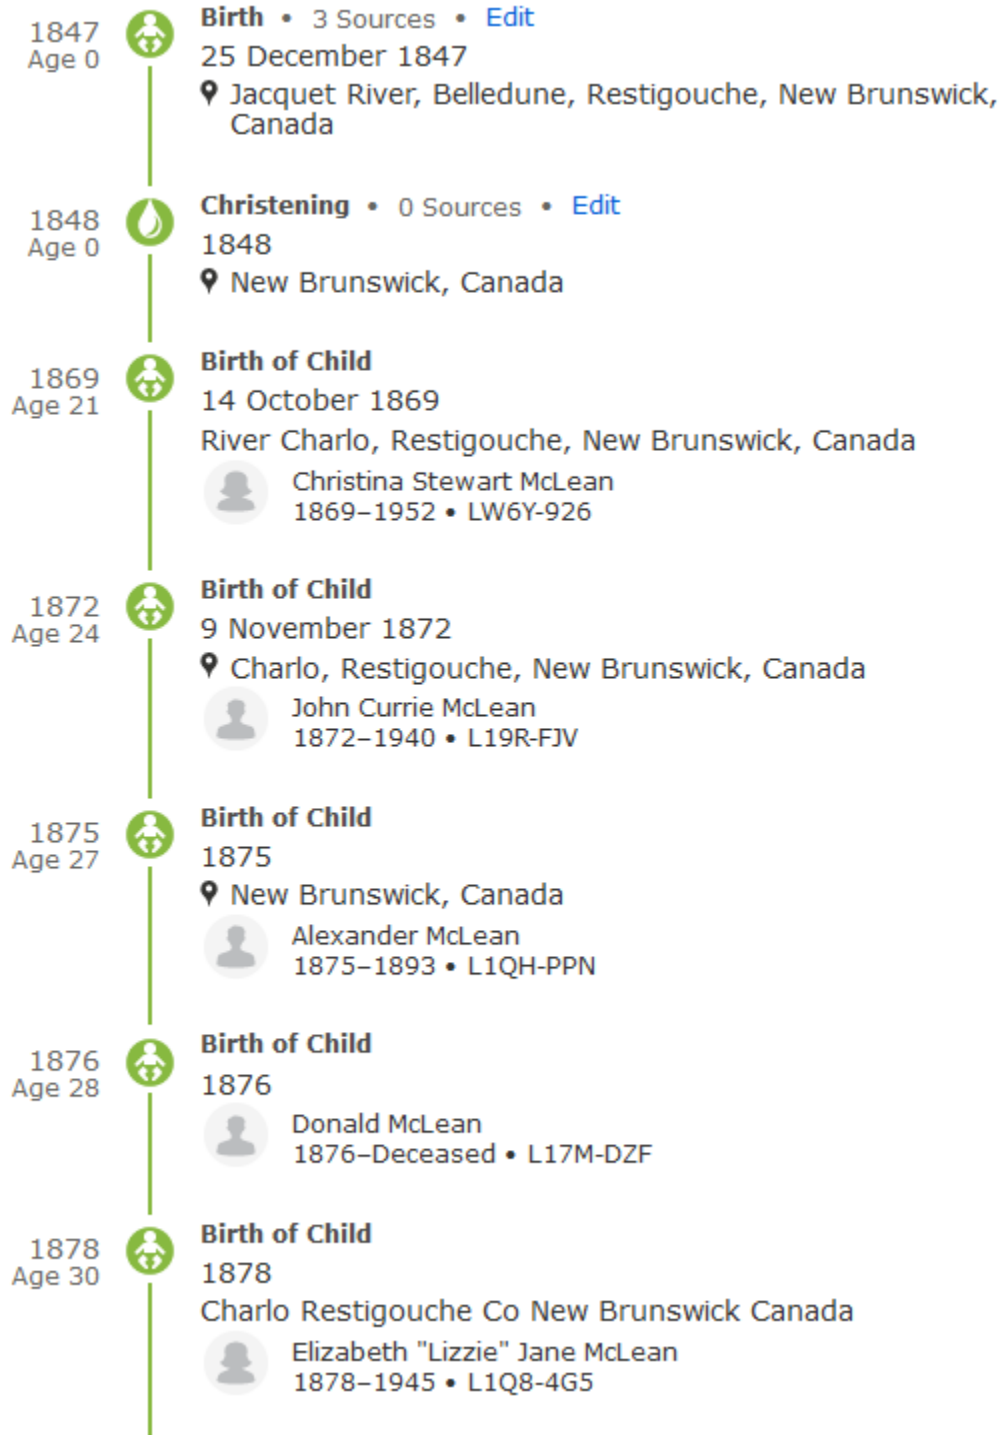 1847
Age 0
Birth • 3 Sources • Edit
25 December 1847
Jacquet River, Belledune, Restigouche, New Brunswick,
Canada
1848
Age 0
Christening • 0 Sources • Edit
1848
New Brunswick, Canada
1869
Age 21
Birth of Child
14 October 1869
River Charlo, Restigouche, New Brunswick, Canada
Christina Stewart McLean
1869–1952 • LW6Y-926
1872
Age 24
Birth of Child
9 November 1872
Charlo, Restigouche, New Brunswick, Canada
John Currie McLean
1872–1940 • L19R-FJV
1875
Age 27
Birth of Child
1875
New Brunswick, Canada
Alexander McLean
1875–1893 • L1QH-PPN
1876
Age 28
Birth of Child
1876
Donald McLean
1876–Deceased • L17M-DZF
1878
Age 30
Birth of Child
1878
Charlo Restigouche Co New Brunswick Canada
Elizabeth "Lizzie" Jane McLean
1878–1945 • L1Q8-4G5